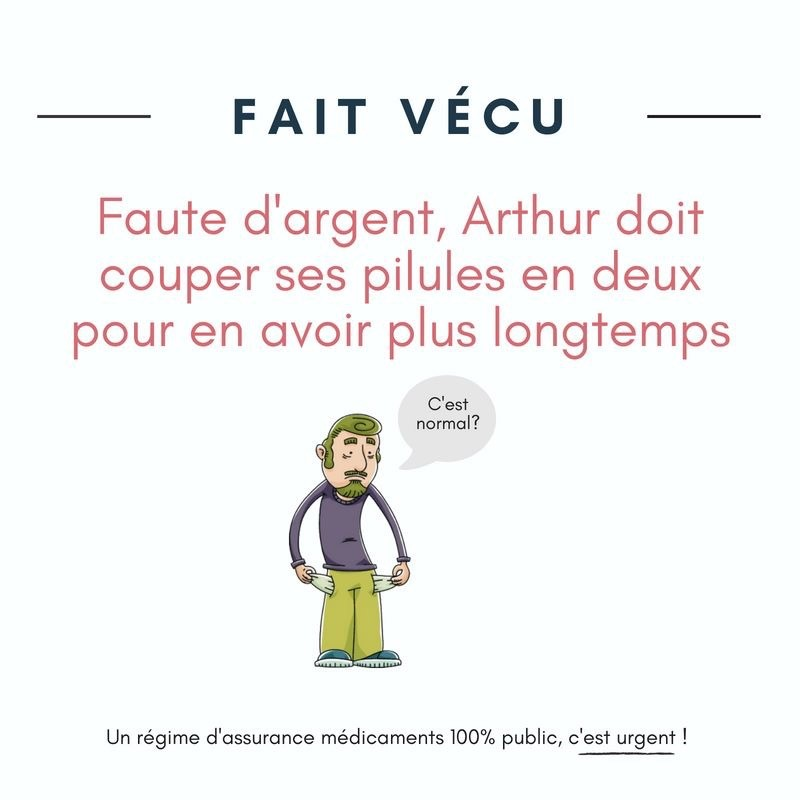 FAIT VÉCU
Faute d'argent, Arthur doit
couper ses pilules en deux
pour en avoir plus longtemps
C'est
normal?
Un régime d'assurance médicaments 100% public, c'est urgent !